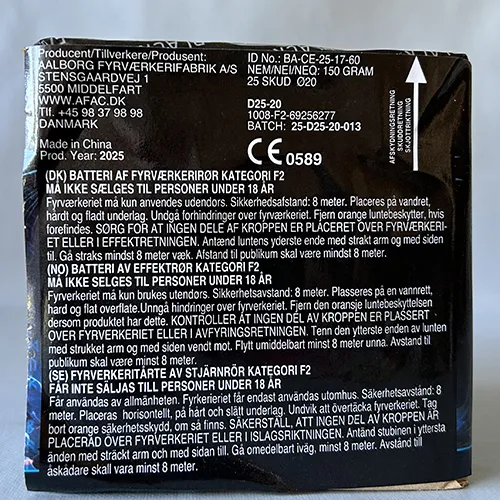 Producent/Tillverkere/Produsent:
AALBORG FYRVÆRKERIFABRIK A/S
STENSGAARDVEJ 1
5500 MIDDELFART
WWW.AFAC.DK
Tlf. +45 98 37 98 98
DANMARK
Made in China
Prod. Year: 2025
ID No.: BA-CE-25-17-60
NEM/NEI/NEQ: 150 GRAM
25 SKUD Ø20
D25-20
1008-F2-69256277
BATCH: 25-D25-20-013
CE 0589
AFSKYDNINGSRETNING
SKUDDRETNING
SKJOTRIKTNING
(DK) BATTERI AF FYRVÆRKERIRØR KATEGORI F2
MÅ IKKE SÆLGES TIL PERSONER UNDER 18 ÅR
Fyrværkeriet må kun anvendes udendørs. Sikkerhedsafstand: 8 meter. Placeres på vandret,
hårdt og fladt underlag. Undgå forhindringer over fyrværkeriet. Fjern orange luntebeskytter, hvis
forefindes. SØRG FOR AT INGEN DELE AF KROPPEN ER PLACERET OVER FYRVÆRKERI-
ET ELLER I EFFEKTRETNINGEN. Antænd luntens yderste ende med strakt arm og med siden
til. Gå straks mindst 8 meter væk. Afstand til publikum skal være mindst 8 meter.
(NO) BATTERI AV EFFEKTRØR KATEGORI F2
MÅ IKKE SELGES TIL PERSONER UNDER 18 ÅR
Fyrverkeriet må kun brukes utendors. Sikkerhetsavstand: 8 meter. Plasseres på en vannrett,
hard og flat overflate.Unngå hindringer over fyrverkeriet. Fjern den oransje luntebeskyttelsen
dersom produktet har dette. KONTROLLER AT INGEN DEL AV KROPPEN ER PLASSERT
OVER FYRVERKERIET ELLER I AVFYRINGSRETNINGEN. Tenn den ytterste enden av lunten
med strukket arm og med siden vendt mot. Flytt umiddelbart 8 meter unna. Avstand til
publikum skal være minst 8 meter.
(SE) FYRVERKERITÅRTE AV STJÄRNRÖR KATEGORI F2
FÅR INTE SÄLJAS TILL PERSONER UNDER 18 ÅR
Får användas av allmänheten. Fyrkerieriet får endast användas utomhus. Säkerhetsavstånd: 8
meter. Placeras horisontellt, på hårt och slätt underlag. Undvik att övertäcka fyrverkeriet. Tag
bort orange säkerhetsskydd, om så finns. SÄKERSTÄLL, ATT INGEN DEL AV KROPPEN ÄR
PLACERAD ÖVER FYRVERKERIET ELLER I ISLAGSRIKTNINGEN. Antänd stubinen i yttersta
änden med sträckt arm och med sidan til. Gå omedelbart iväg, minst 8 meter. Avstånd till
åskådare skall vara minst 8 meter.